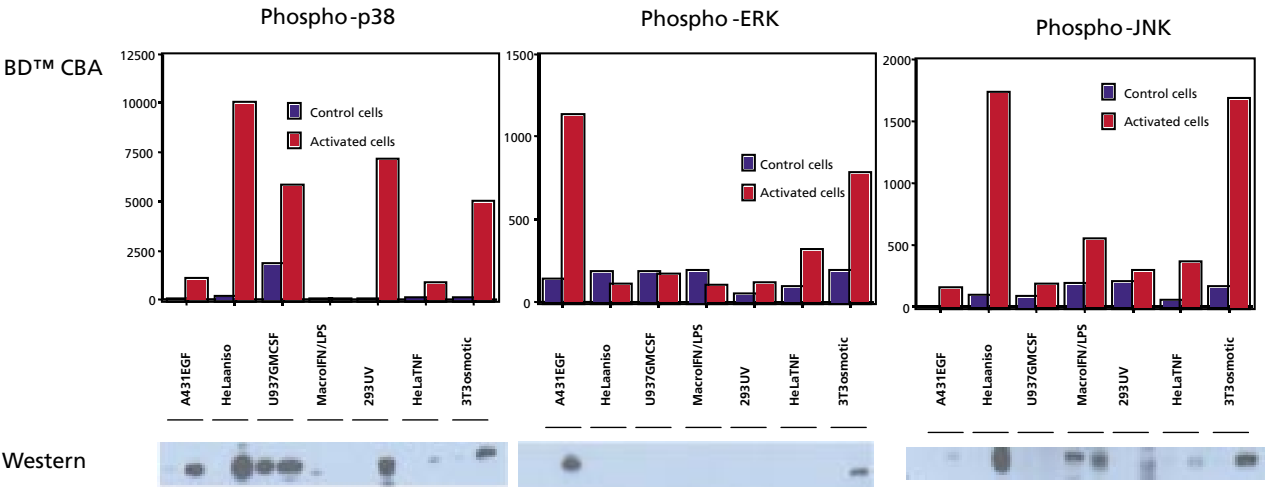 Phospho-p38
Phospho-ERK
Phospho-JNK
BD™ CBA
12500
10000
7500
5000
2500
0
Control cells
Activated cells
1500
1000
500
0
Control cells
Activated cells
2000
1500
1000
500
0
Control cells
Activated cells
A431EGF
HeLaaniso
U937GMCSF
MacroIFN/LPS
293UV
HeLaTNF
3T3osmotic
A431EGF
HeLaaniso
U937GMCSF
MacroIFN/LPS
293UV
HeLaTNF
3T3osmotic
A431EGF
HeLaaniso
U937GMCSF
MacroIFN/LPS
293UV
HeLaTNF
3T3osmotic
Western